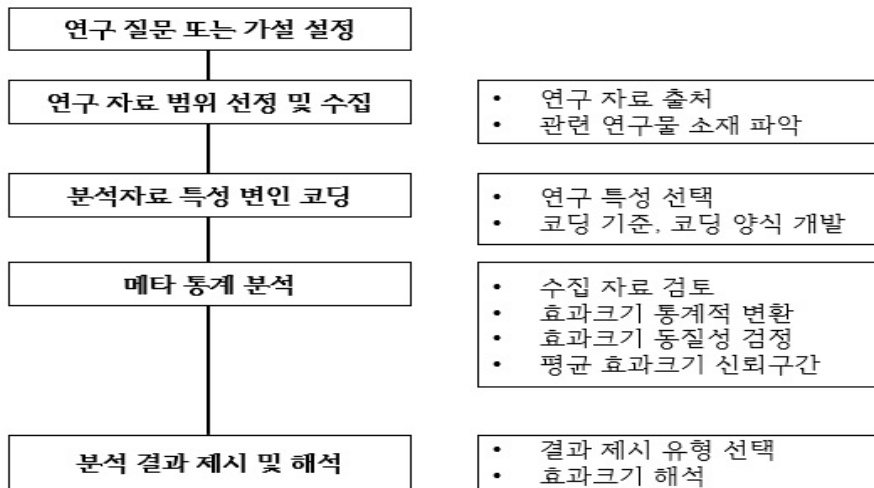 연구 질문 또는 가설 설정
연구 자료 범위 선정 및 수집
• 연구 자료 출처
• 관련 연구물 소재 파악
분석자료 특성 변인 코딩
• 연구 특성 선택
• 코딩 기준, 코딩 양식 개발
메타 통계 분석
• 수집 자료 검토
• 효과크기 통계적 변환
• 효과크기 동질성 검정
• 평균 효과크기 신뢰구간
분석 결과 제시 및 해석
• 결과 제시 유형 선택
• 효과크기 해석